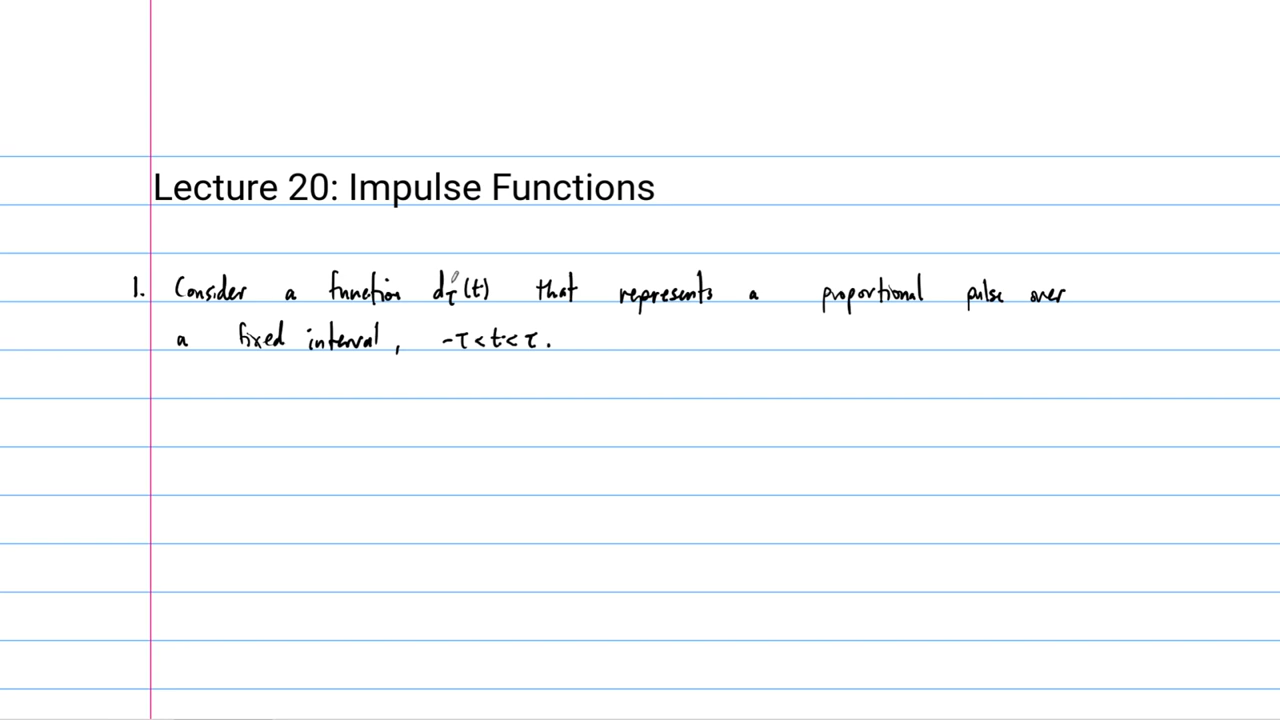 Lecture 20: Impulse Functions
1. Consider a function dτ(t) that represents a proportional pulse over
a fixed interval, -τ < t < τ.